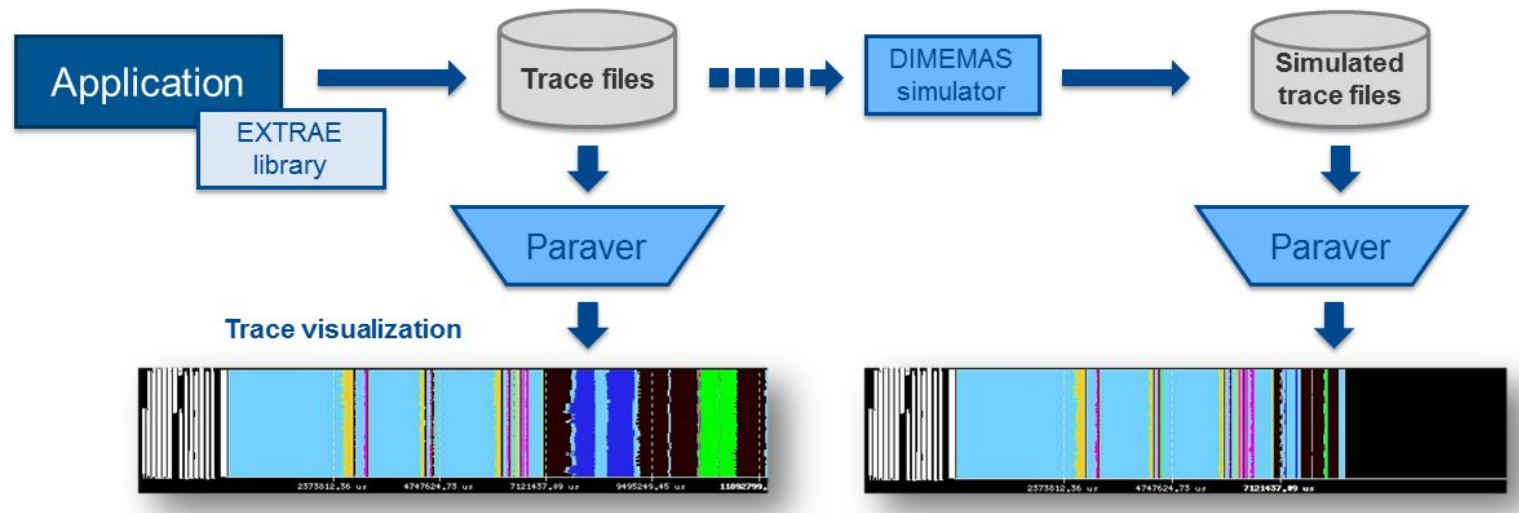 Application
EXTRAE
library
Trace files
DIMEMAS
simulator
Simulated
trace files
Paraver
Paraver
Trace visualization
2373812,36 us
4747624,73 us
7121437,09 us
9495249,45 us
11892799,
2373812,36 us
4747624,73 us
7121437,09 us